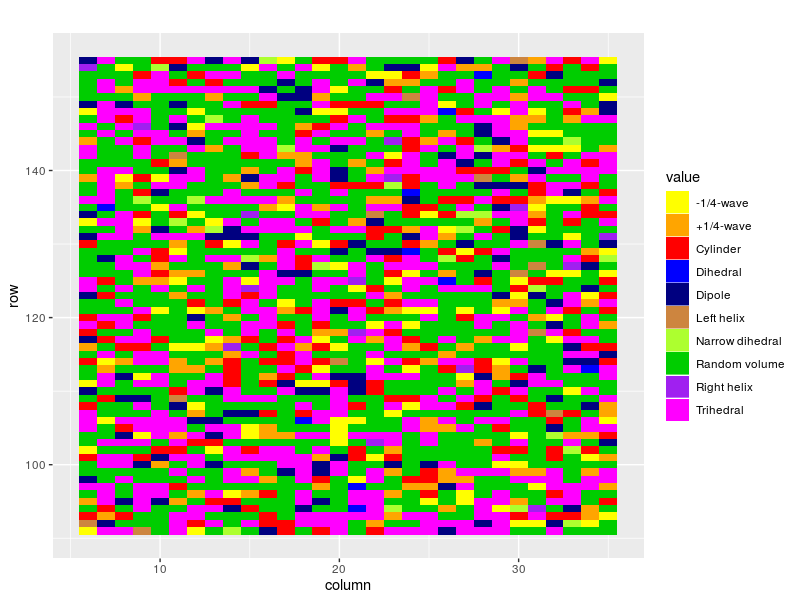 140
120
100
row
10
20
30
column
value
-1/4-wave
+1/4-wave
Cylinder
Dihedral
Dipole
Left helix
Narrow dihedral
Random volume
Right helix
Trihedral